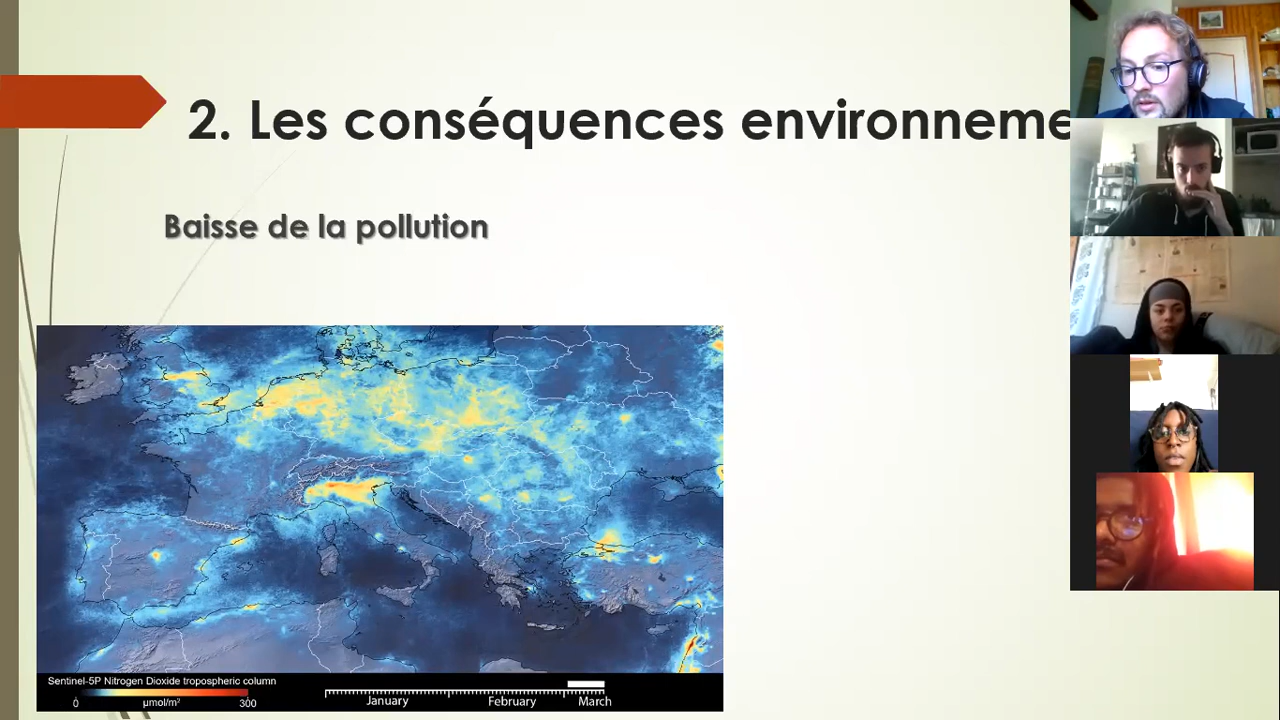 2. Les conséquences environneme
Baisse de la pollution
Sentinel-5P Nitrogen Dioxide tropospheric column
0 µmol/m² 300
January February March